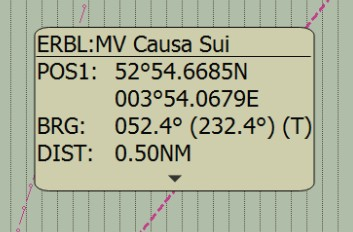 ERBL:MV Causa Sui
POS1: 52°54.6685N
003°54.0679E
BRG: 052.4° (232.4°) (T)
DIST: 0.50NM